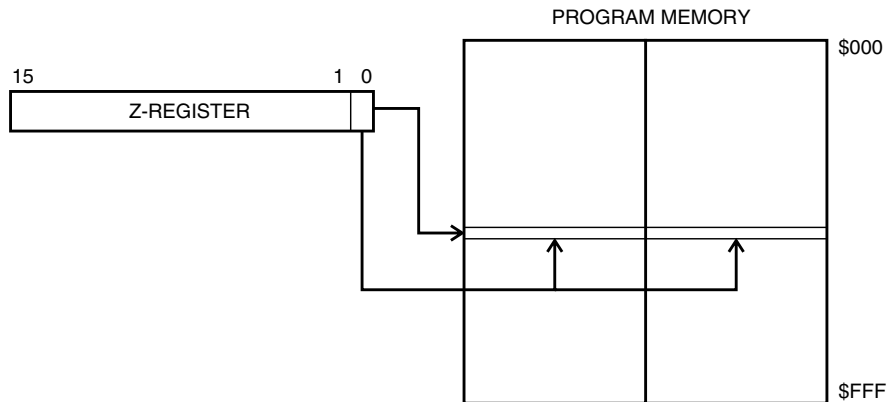 PROGRAM MEMORY
$000
15 1 0
Z-REGISTER
$FFF